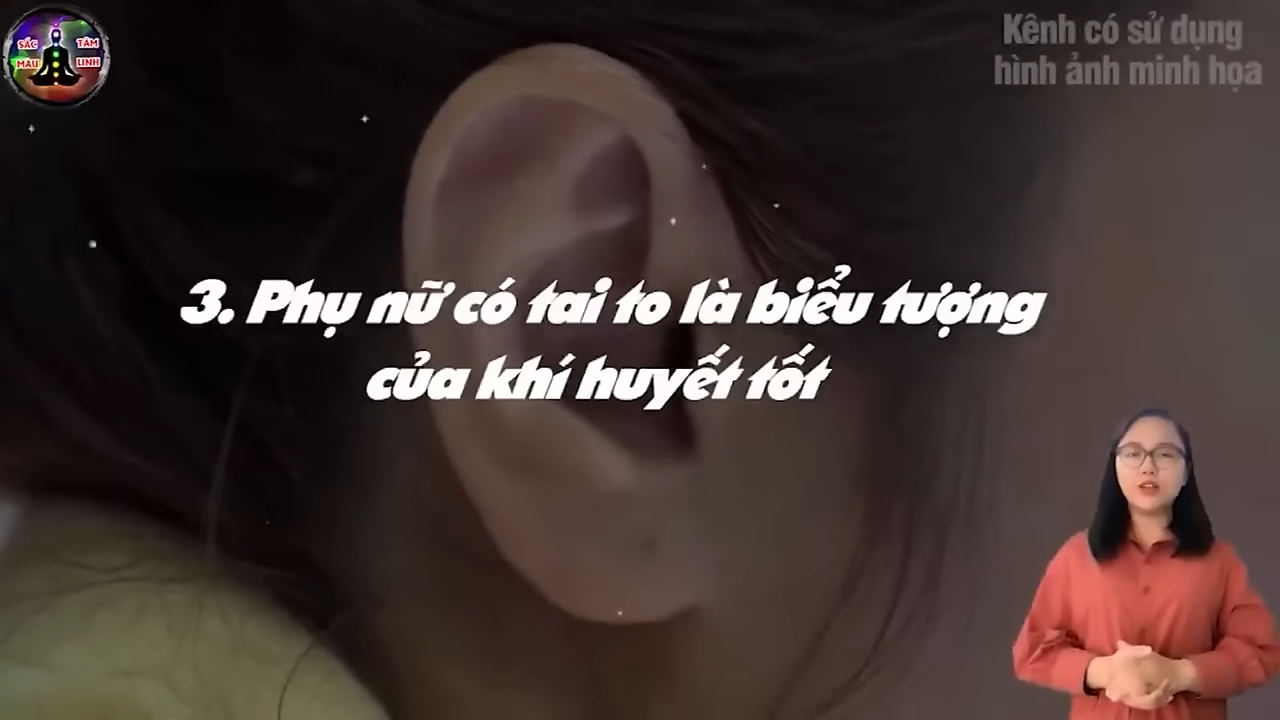 SẮC TÂM
MÀU LINH
Kênh có sử dụng
hình ảnh minh họa
3. Phụ nữ có tai to là biểu tượng
của khí huyết tốt